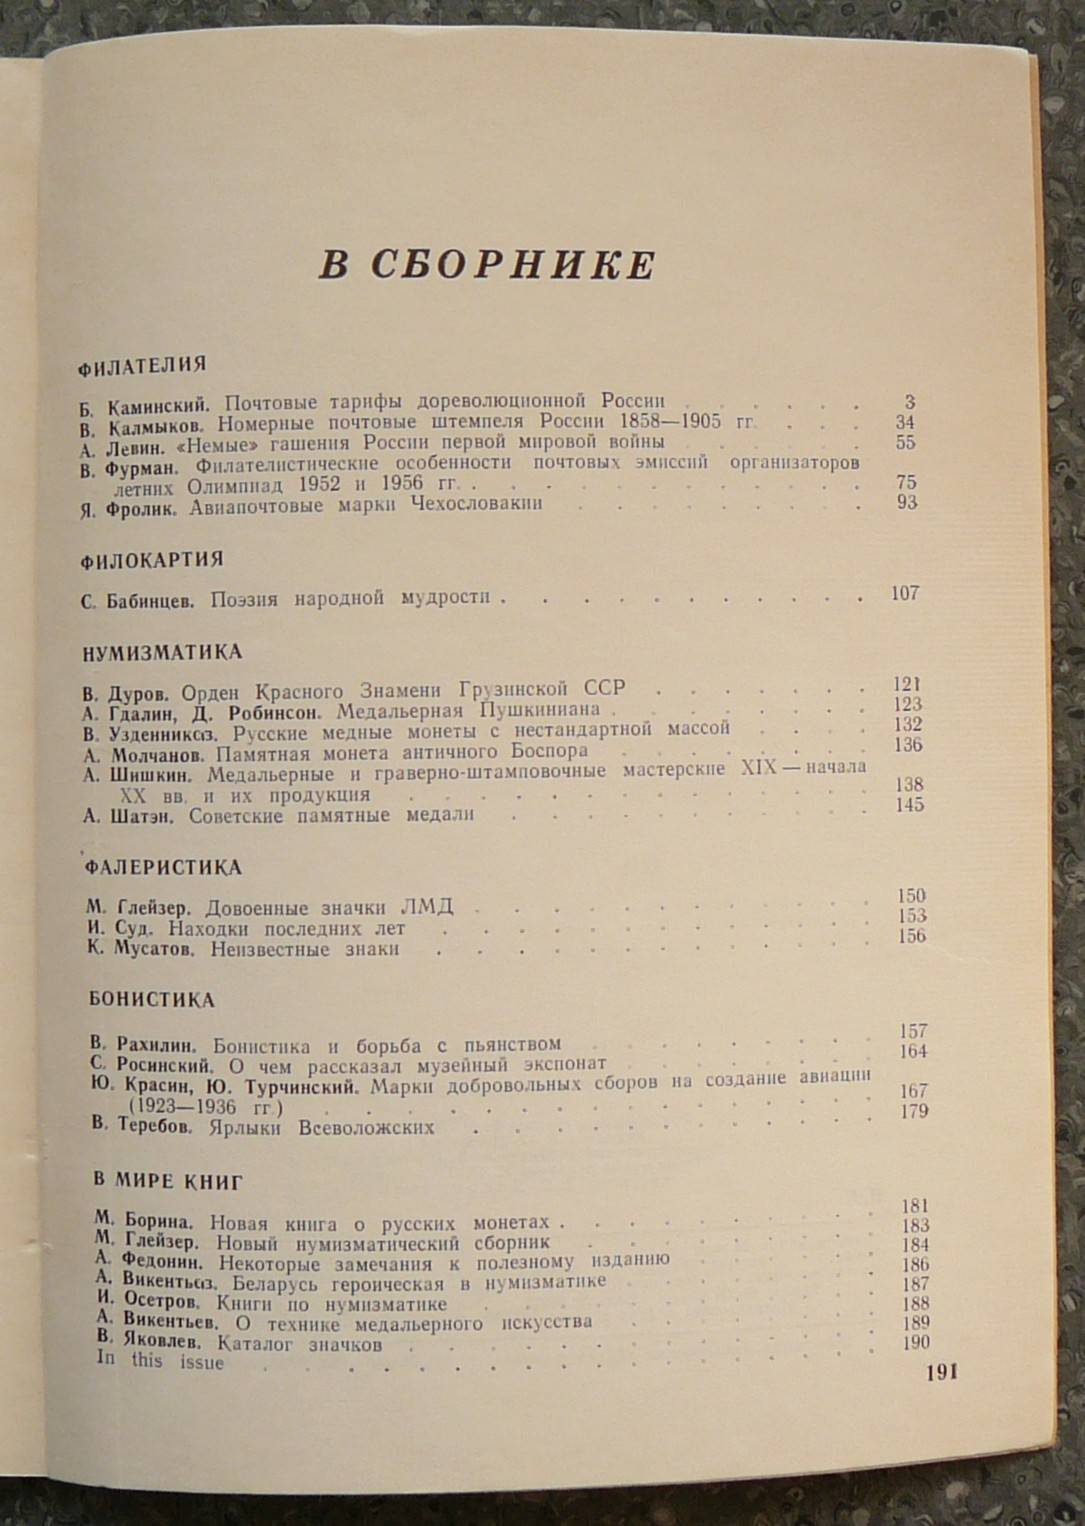 В СБОРНИКЕ
ФИЛАТЕЛИЯ
Б. Каминский. Почтовые тарифы дореволюционной России . . . . . 3
В. Калмыков. Номерные почтовые штемпеля России 1858—1905 гг. . . . 34
А. Левин. «Немые» гашения России первой мировой войны . . . . . 55
В. Фурман. Филателистические особенности почтовых эмиссий организаторов
летних Олимпиад 1952 и 1956 гг. . . . . . . . . . . 75
Я. Фролик. Авиапочтовые марки Чехословакии . . . . . . . . 93
ФИЛОКАРТИЯ
С. Бабинцев. Поэзия народной мудрости . . . . . . . . . . 107
НУМИЗМАТИКА
В. Дуров. Орден Красного Знамени Грузинской ССР . . . . . . 121
А. Гдалин, Д. Робинсон. Медальерная Пушкиниана . . . . . . . 123
В. Узденников. Русские медные монеты с нестандартной массой . . . . 132
А. Молчанов. Памятная монета античного Боспора . . . . . . . 136
А. Шишкин. Медальерные и граверно-штамповочные мастерские XIX — начала
XX вв. и их продукция . . . . . . . . . . . . 138
А. Шатэн. Советские памятные медали . . . . . . . . . 145
ФАЛЕРИСТИКА
М. Глейзер. Довоенные значки ЛМД . . . . . . . . . . 150
И. Суд. Находки последних лет . . . . . . . . . . . 153
К. Мусатов. Неизвестные знаки . . . . . . . . . . . 156
БОНИСТИКА
В. Рахилин. Бонистика и борьба с пьянством . . . . . . . 157
С. Росинский. О чем рассказал музейный экспонат . . . . . . 164
Ю. Красин, Ю. Турчинский. Марки добровольных сборов на создание авиации
(1923—1936 гг.) . . . . . . . . . . . . . . 167
В. Теребов. Ярлыки Всеволожских . . . . . . . . . . 179
В МИРЕ КНИГ
М. Борина. Новая книга о русских монетах . . . . . . . . 181
М. Глейзер. Новый нумизматический сборник . . . . . . . 183
А. Федонин. Некоторые замечания к полезному изданию . . . . . 184
А. Викентьев. Беларусь героическая в нумизматике . . . . . . 186
И. Осетров. Книги по нумизматике . . . . . . . . . . 187
А. Викентьев. О технике медальерного искусства . . . . . . 188
В. Яковлев. Каталог значков . . . . . . . . . . . 189
In this issue . . . . . . . . . . . . . . . 190
191